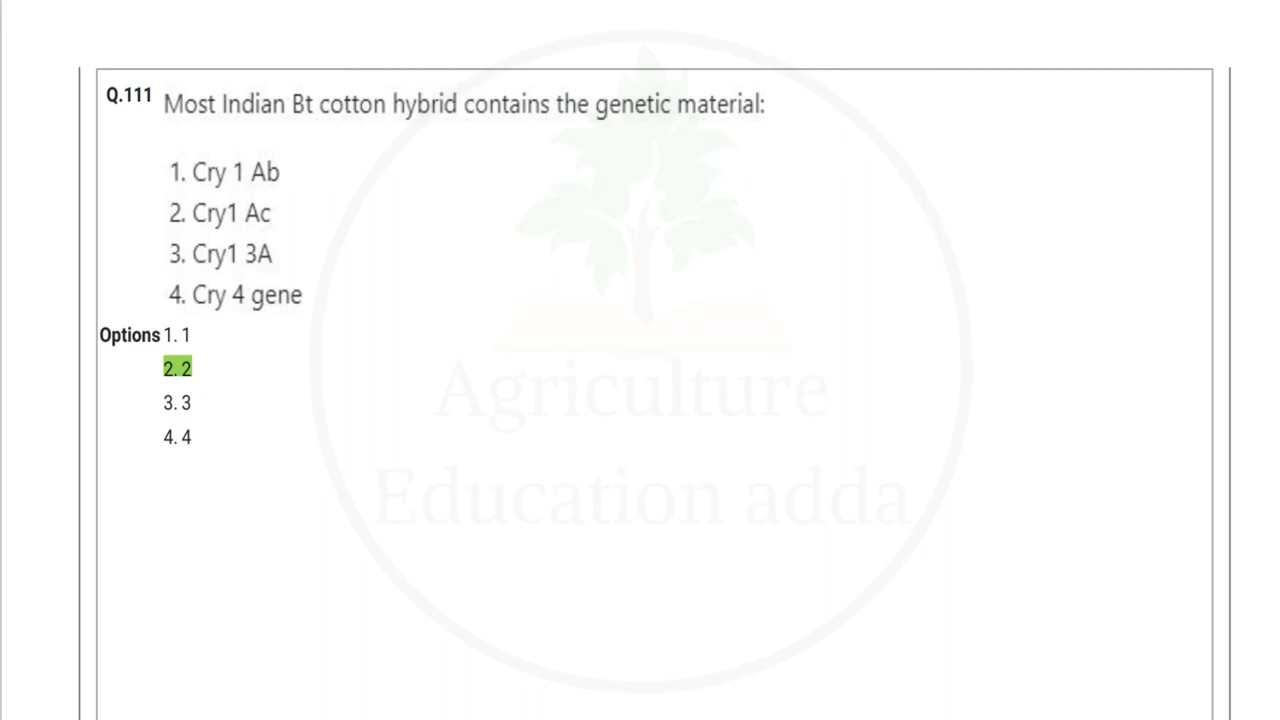 Q.111 Most Indian Bt cotton hybrid contains the genetic material:
1. Cry 1 Ab
2. Cry1 Ac
3. Cry1 3A
4. Cry 4 gene
Options 1. 1
2. 2
3. 3
4. 4
Agriculture
Education adda